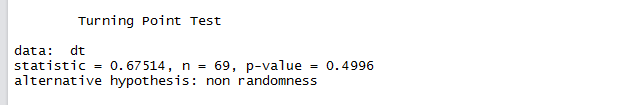 Turning Point Test
data: dt
statistic = 0.67514, n = 69, p-value = 0.4996
alternative hypothesis: non randomness